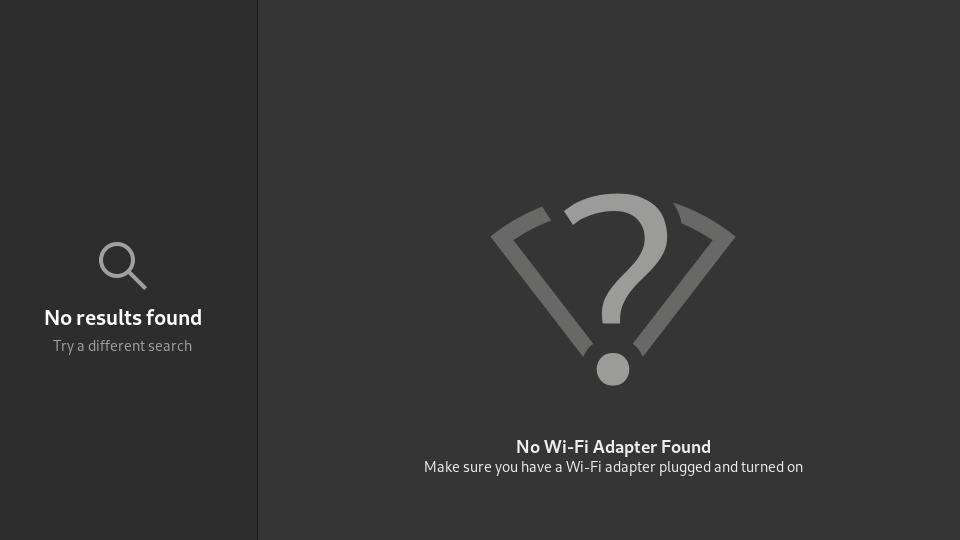 No results found
Try a different search
No Wi-Fi Adapter Found
Make sure you have a Wi-Fi adapter plugged and turned on